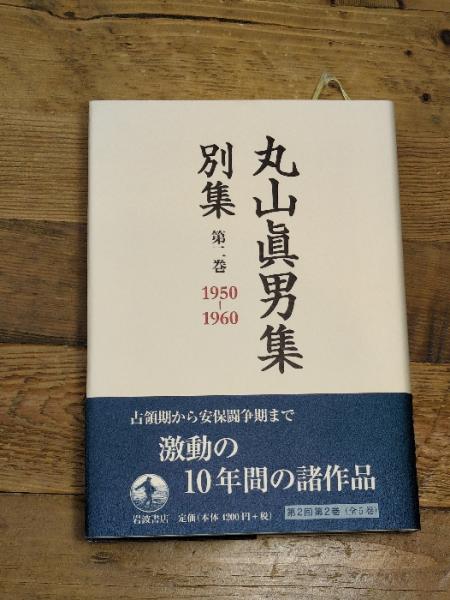 丸山眞男集
別集
第二巻
1950
-
1960
占領期から安保闘争期まで
激動の
10年間の諸作品
岩波書店
定価(本体 4200円+税)
第2回第2巻(全5巻)